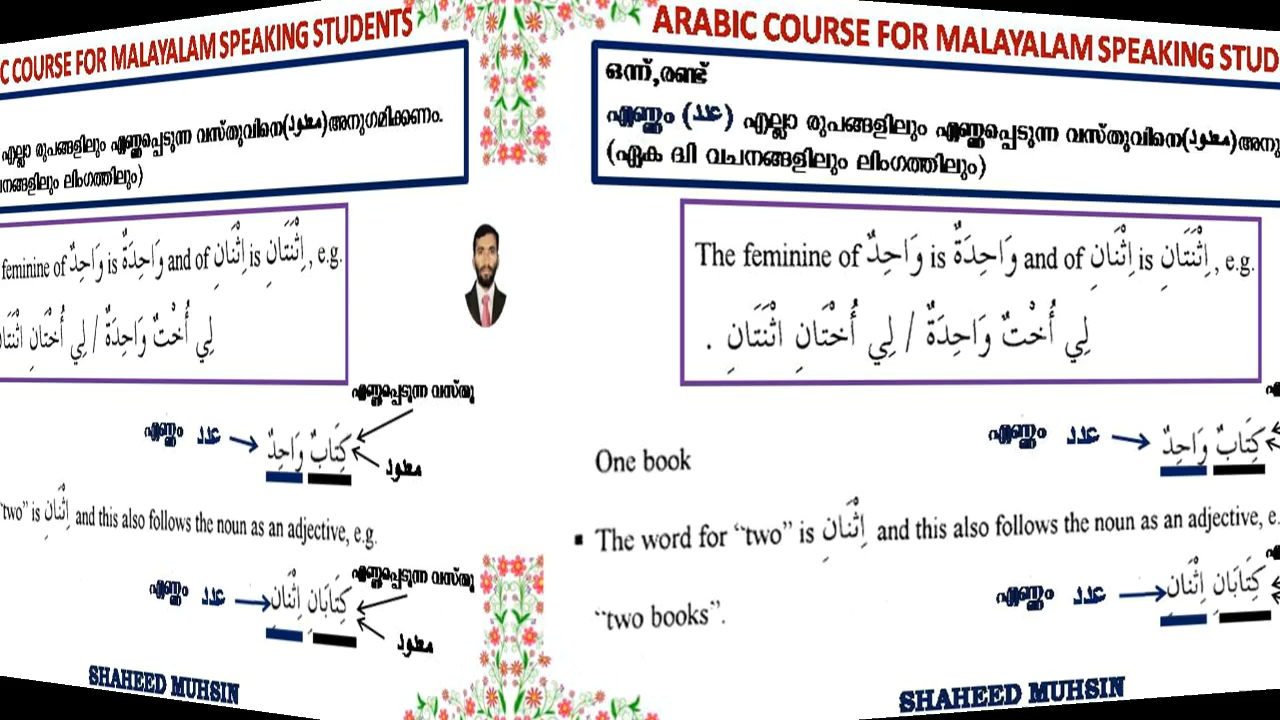 C COURSE FOR MALAYALAM SPEAKING STUDENTS
എല്ലാ രൂപങ്ങളിലും എണ്ണപ്പെടുന്ന വസ്തുവിനെ(معدود)അനുഗമിക്കണം.
നങ്ങളിലും ലിംഗത്തിലും)
feminine of وَاحِدٌ is وَاحِدَةٌ and of اِثْنَانِ is اِثْنَتَانِ, e.g.
لِي أُخْتٌ وَاحِدَةٌ / لِي أُخْتَانِ اثْنَتَا
എണ്ണപ്പെടുന്ന വസ്തു
എണ്ണം عدد كِتَابٌ وَاحِدٌ
معدود
"two" is اِثْنَانِ and this also follows the noun as an adjective, e.g.
എണ്ണപ്പെടുന്ന വസ്തു
എണ്ണം عدد كِتَابَانِ اِثْنَانِ
معدود
SHAHEED MUHSIN
ARABIC COURSE FOR MALAYALAM SPEAKING STUD
ഒന്ന്,രണ്ട്
എണ്ണം (عدد) എല്ലാ രൂപങ്ങളിലും എണ്ണപ്പെടുന്ന വസ്തുവിനെ(معدود)അനു
(ഏക ദ്വി വചനങ്ങളിലും ലിംഗത്തിലും)
The feminine of وَاحِدٌ is وَاحِدَةٌ and of اِثْنَانِ is اِثْنَتَانِ, e.g.
لِي أُخْتٌ وَاحِدَةٌ / لِي أُخْتَانِ اثْنَتَانِ .
എണ്ണം عدد كِتَابٌ وَاحِدٌ
One book
▪ The word for "two" is اِثْنَانِ and this also follows the noun as an adjective, e.
എണ്ണം عدد كِتَابَانِ اِثْنَانِ
"two books".
SHAHEED MUHSIN